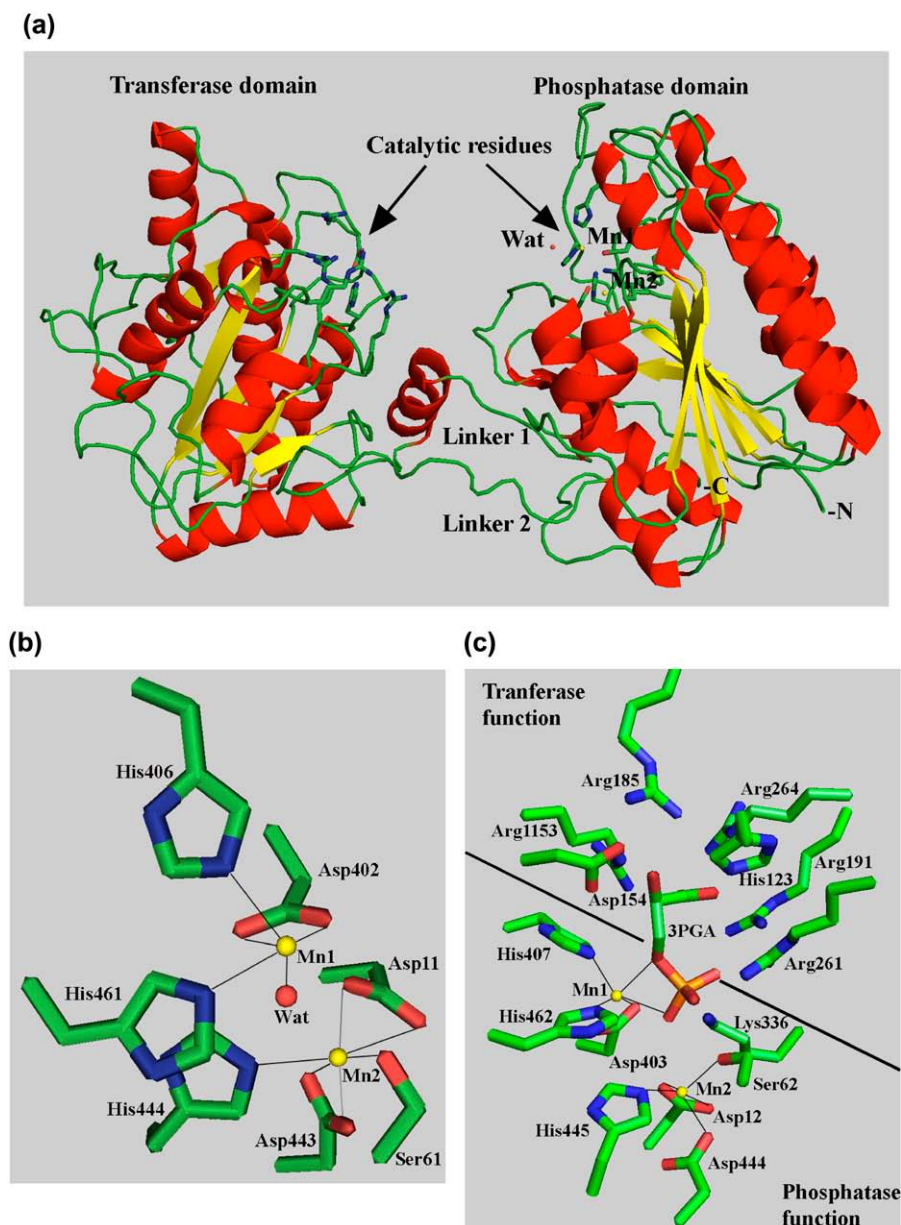 (a)
Transferase domain
Phosphatase domain
Catalytic residues
Wat
Mn1
Mn2
Linker 1
Linker 2
-C
-N
(b)
His406
Asp402
Mn1
Asp11
His461
Wat
Mn2
His444
Asp443
Ser61
(c)
Tranferase
function
Arg185
Arg264
Arg1153
Arg191
His123
Asp154
3PGA
His407
Arg261
Mn1
His462
Lys336
Asp403
Ser62
Mn2
Asp12
His445
Asp444
Phosphatase
function